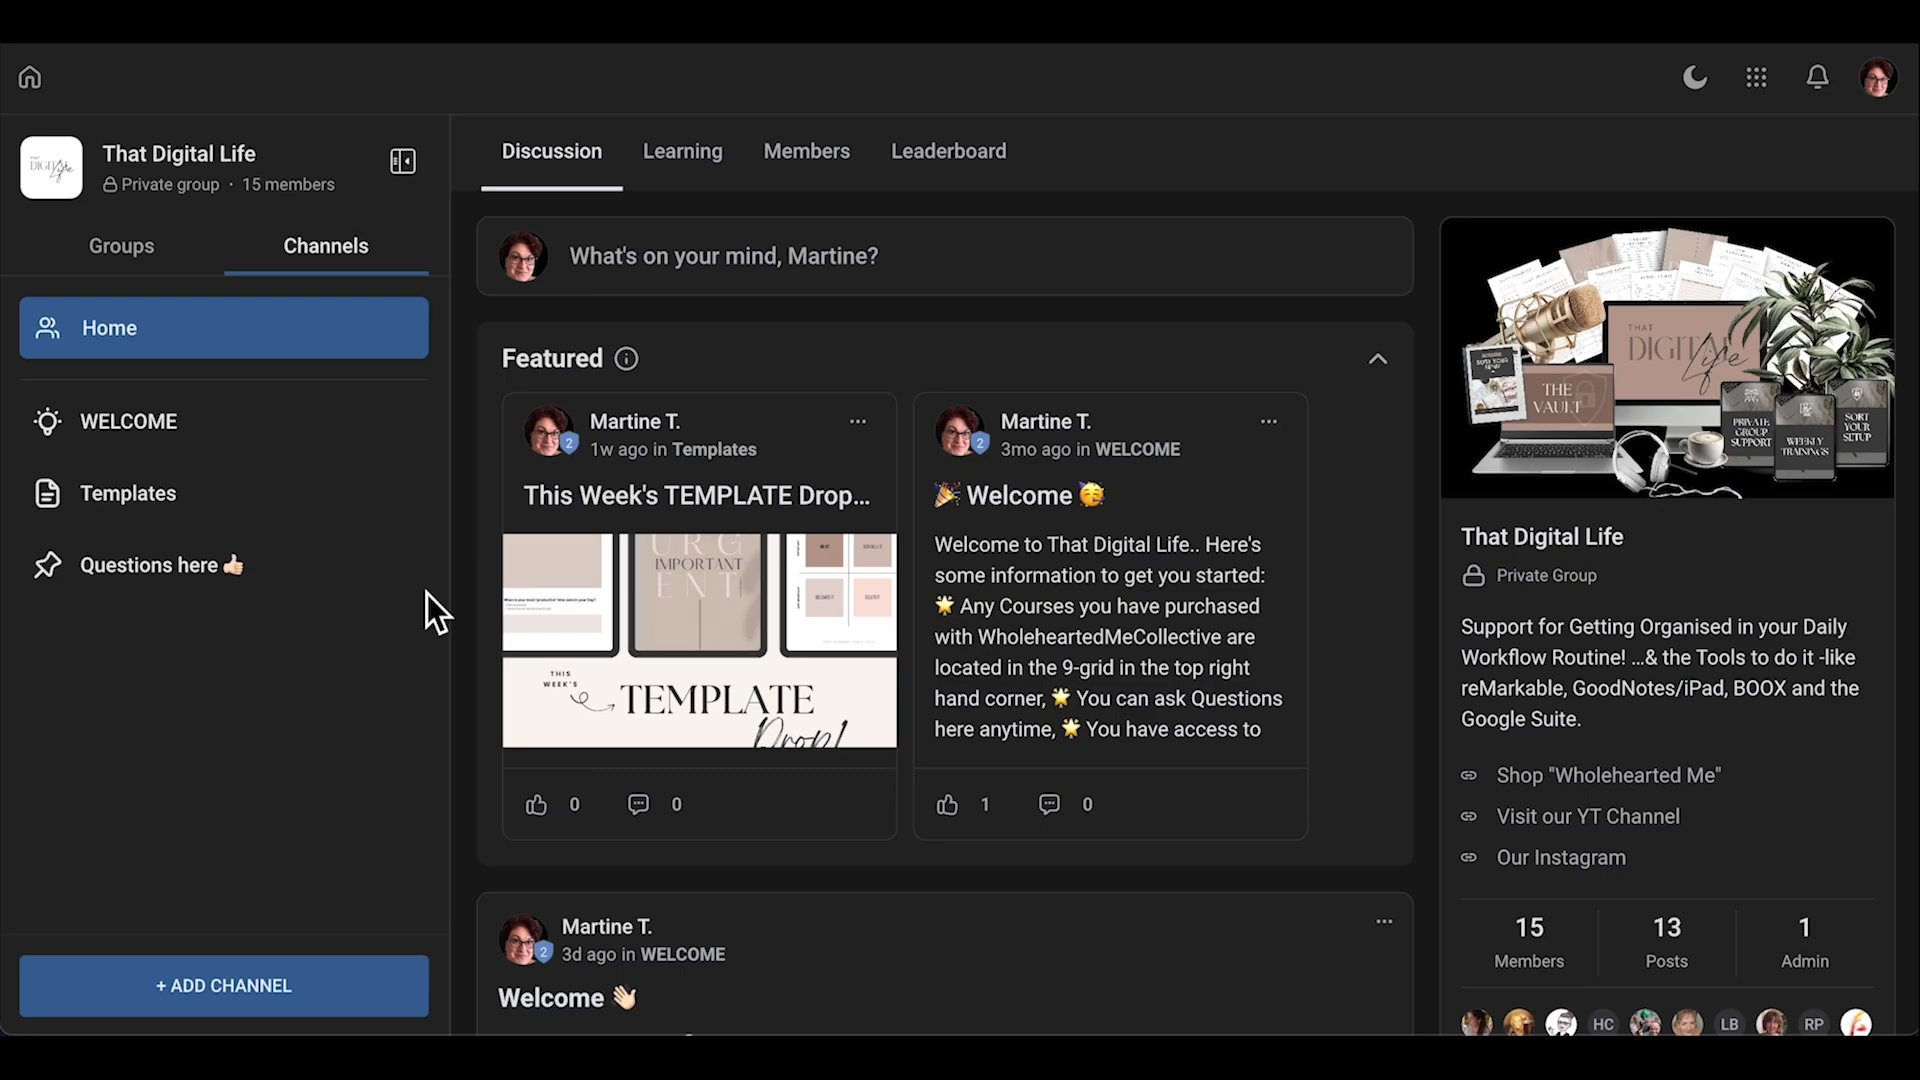 That Digital Life
Private group · 15 members
Groups
Channels
Home
WELCOME
Templates
Questions here 👍🏻
+ ADD CHANNEL
Discussion
Learning
Members
Leaderboard
What's on your mind, Martine?
Featured
Martine T.
2
1w ago in Templates
This Week's TEMPLATE Drop...
URG
IMPORTANT
ENT
THIS
WEEK'S
TEMPLATE
Drop!
0
0
Martine T.
2
3mo ago in WELCOME
🎉 Welcome 🥳
Welcome to That Digital Life.. Here's
some information to get you started:
🌟 Any Courses you have purchased
with WholeheartedMeCollective are
located in the 9-grid in the top right
hand corner, 🌟 You can ask Questions
here anytime, 🌟 You have access to
1
0
Martine T.
2
3d ago in WELCOME
Welcome 👋🏻
THAT
DIGITAL
Life
THE
VAULT
PRIVATE
GROUP
SUPPORT
WEEKLY
TRAININGS
SORT
YOUR
SETUP
That Digital Life
Private Group
Support for Getting Organised in your Daily
Workflow Routine! ...& the Tools to do it -like
reMarkable, GoodNotes/iPad, BOOX and the
Google Suite.
Shop "Wholehearted Me"
Visit our YT Channel
Our Instagram
15
Members
13
Posts
1
Admin
HC
LB
RP